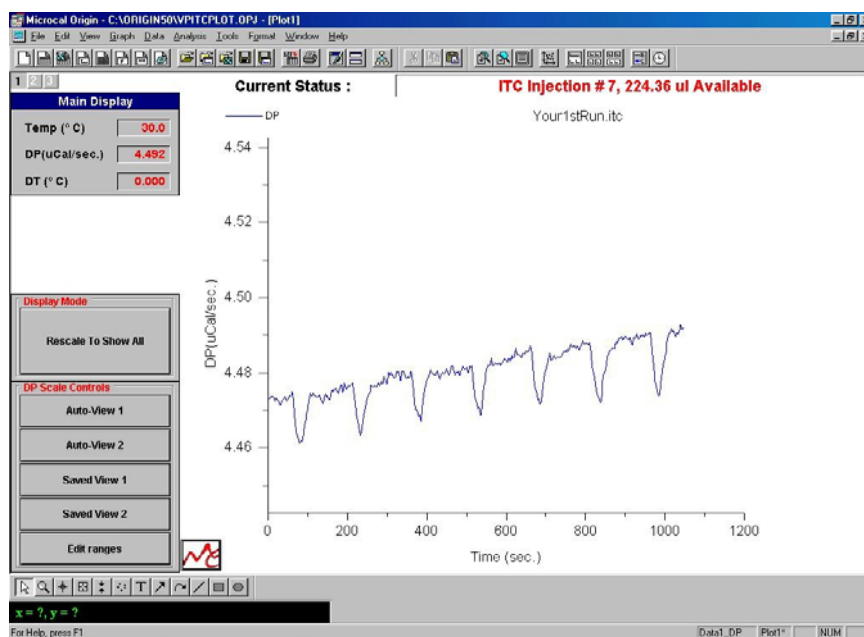 Microcal Origin - C:\ORIGIN50\VPITCPLOT.OPJ - [Plot1]
File Edit View Graph Data Analysis Tools Format Window Help
1 2 3
Current Status :
ITC Injection # 7, 224.36 ul Available
Main Display
Temp (° C) 30.0
DP(uCal/sec.) 4.492
DT (° C) 0.000
DP
Your1stRun.itc
4.54
4.52
4.50
4.48
4.46
DP(uCal/sec.)
0 200 400 600 800 1000 1200
Time (sec.)
Display Mode
Rescale To Show All
DP Scale Controls
Auto-View 1
Auto-View 2
Saved View 1
Saved View 2
Edit ranges
T
x = ?, y = ?
For Help, press F1
Data1_DP Plot1* NUM